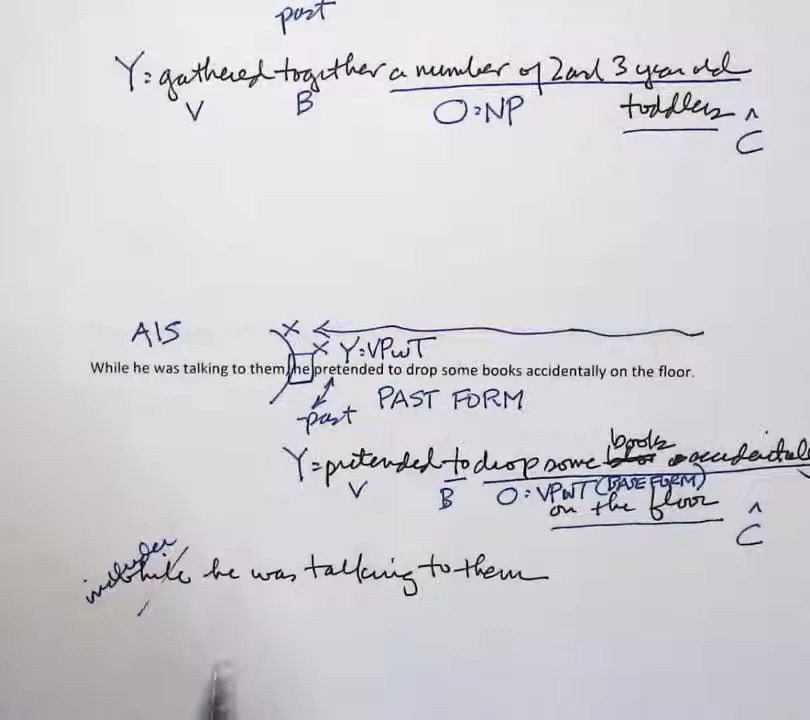 past
Y=gathered together a number of 2 and 3 year old
V B O=NP toddlers ^
C
A1S X
X Y=VPwT
While he was talking to them, he pretended to drop some books accidentally on the floor.
-past PAST FORM
books
Y=pretended to drop some accidental
V B O: VPwT (BASE FORM)
on the floor ^
C
While he was talking to them